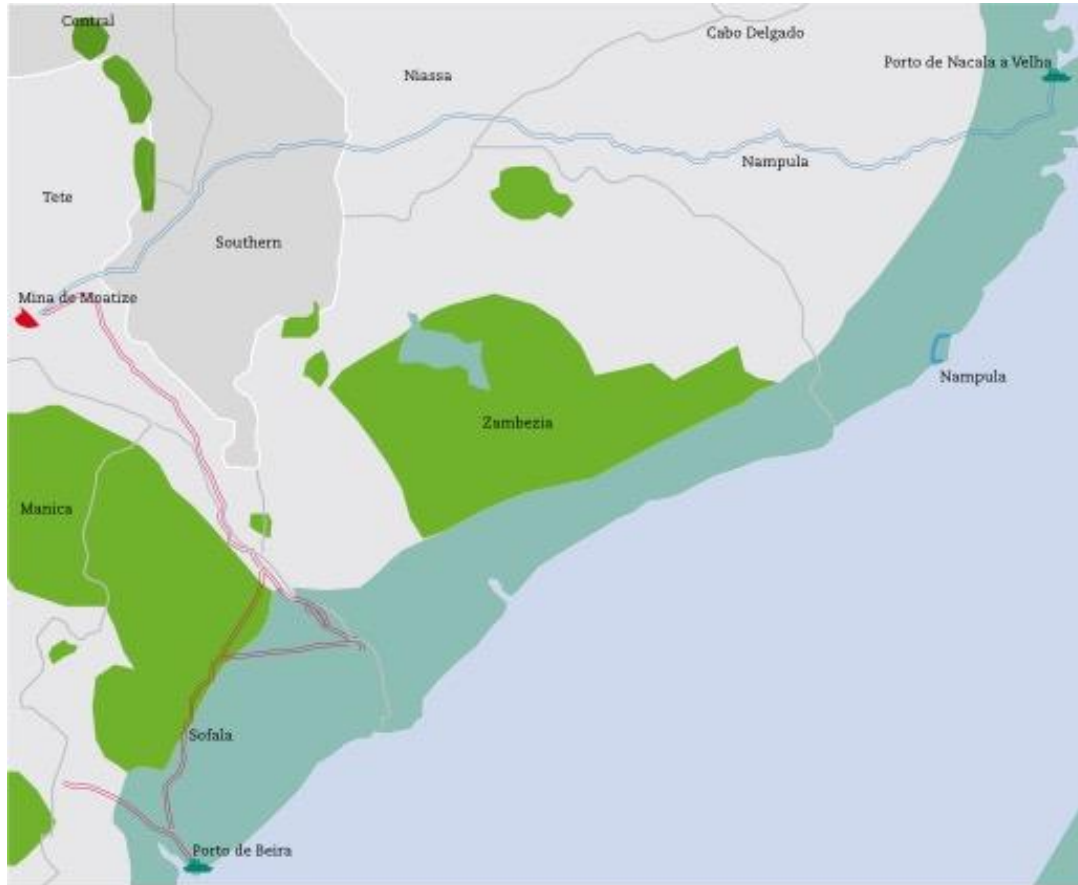 Central
Cabo Delgado
Porto de Nacala a Velha
Niassa
Nampula
Tete
Southern
Mina de Moatize
Nampula
Zambezia
Manica
Sofala
Porto de Beira